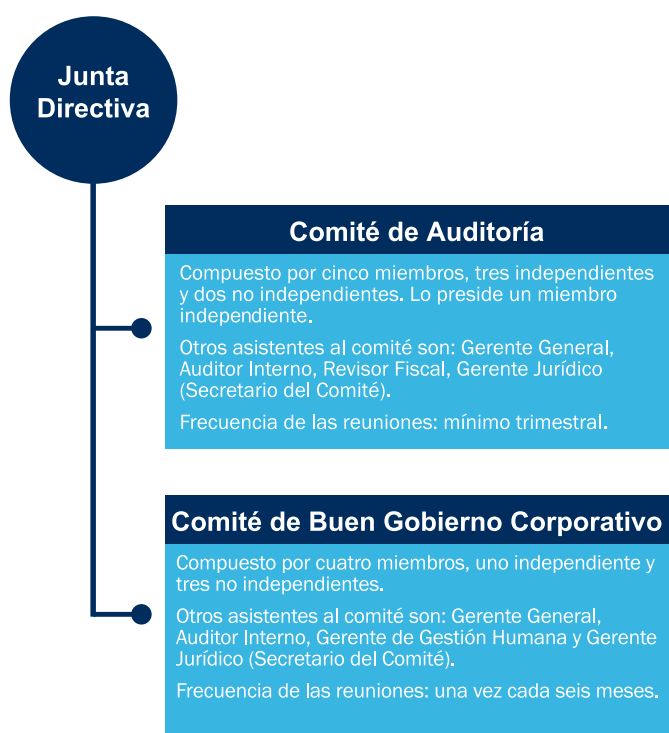 Junta
Directiva
Comité de Auditoría
Compuesto por cinco miembros, tres independientes
y dos no independientes. Lo preside un miembro
independiente.
Otros asistentes al comité son: Gerente General,
Auditor Interno, Revisor Fiscal, Gerente Jurídico
(Secretario del Comité).
Frecuencia de las reuniones: mínimo trimestral.
Comité de Buen Gobierno Corporativo
Compuesto por cuatro miembros, uno independiente y
tres no independientes.
Otros asistentes al comité son: Gerente General,
Auditor Interno, Gerente de Gestión Humana y Gerente
Jurídico (Secretario del Comité).
Frecuencia de las reuniones: una vez cada seis meses.